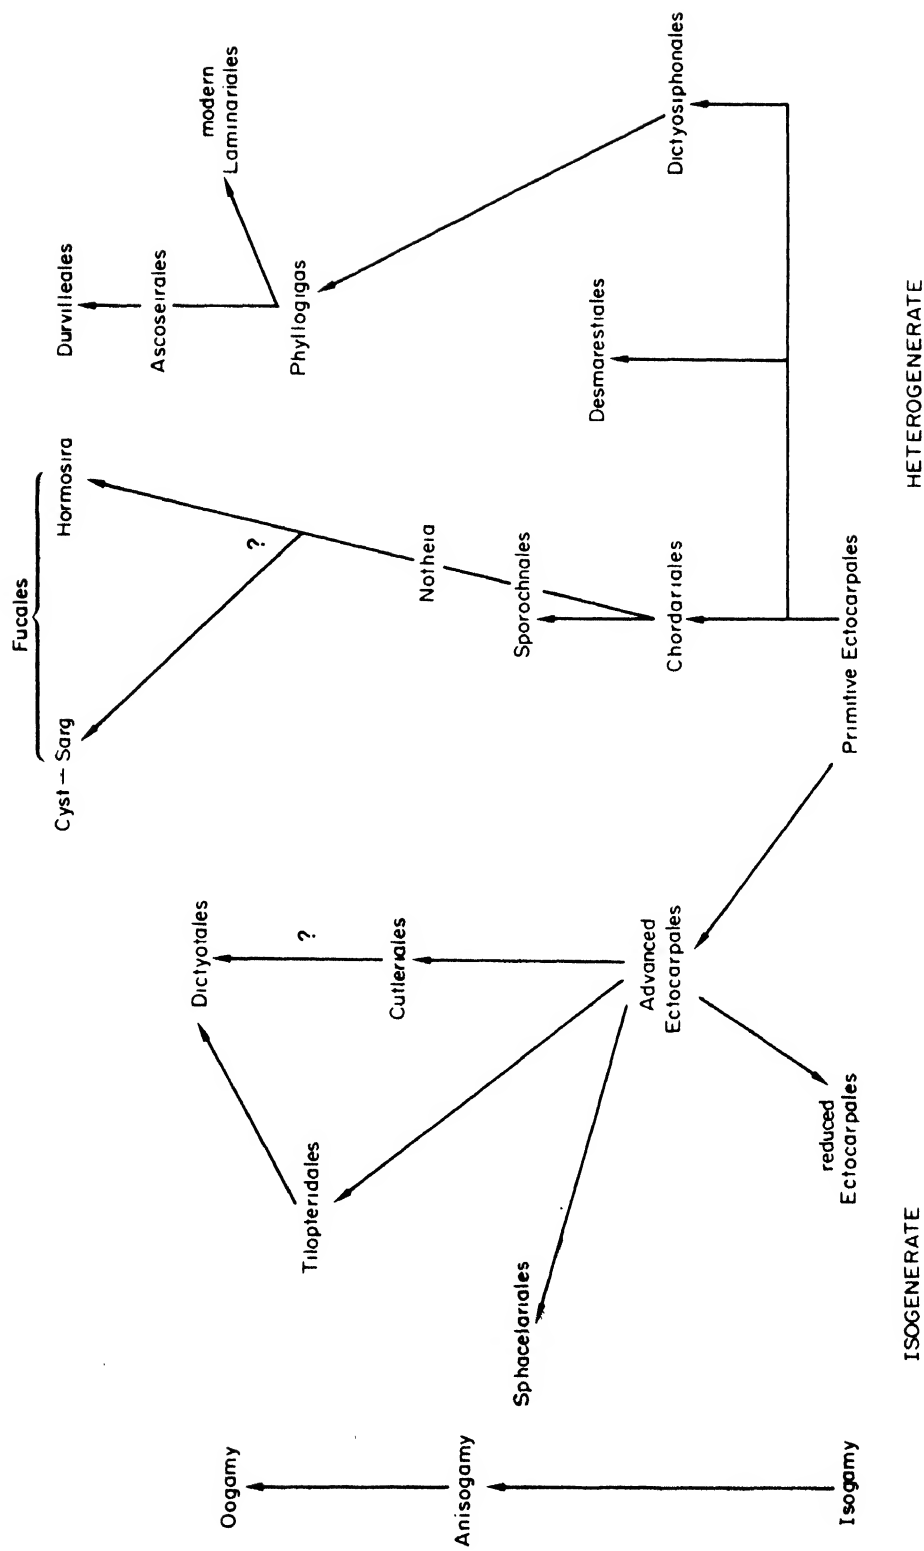 Fucales
Cyst – Sarg
Hormosira
Durvilleales
Ascoseirales
modern
Laminariales
Phyllogigas
?
Notheia
Sporochnales
Chordariales
Desmarestiales
Dictyosiphonales
Primitive Ectocarpales
Dictyotales
?
Cutleriales
Tilopteridales
Sphacelariales
Advanced
Ectocarpales
reduced
Ectocarpales
Oogamy
Anisogamy
Isogamy
ISOGENERATE
HETEROGENERATE